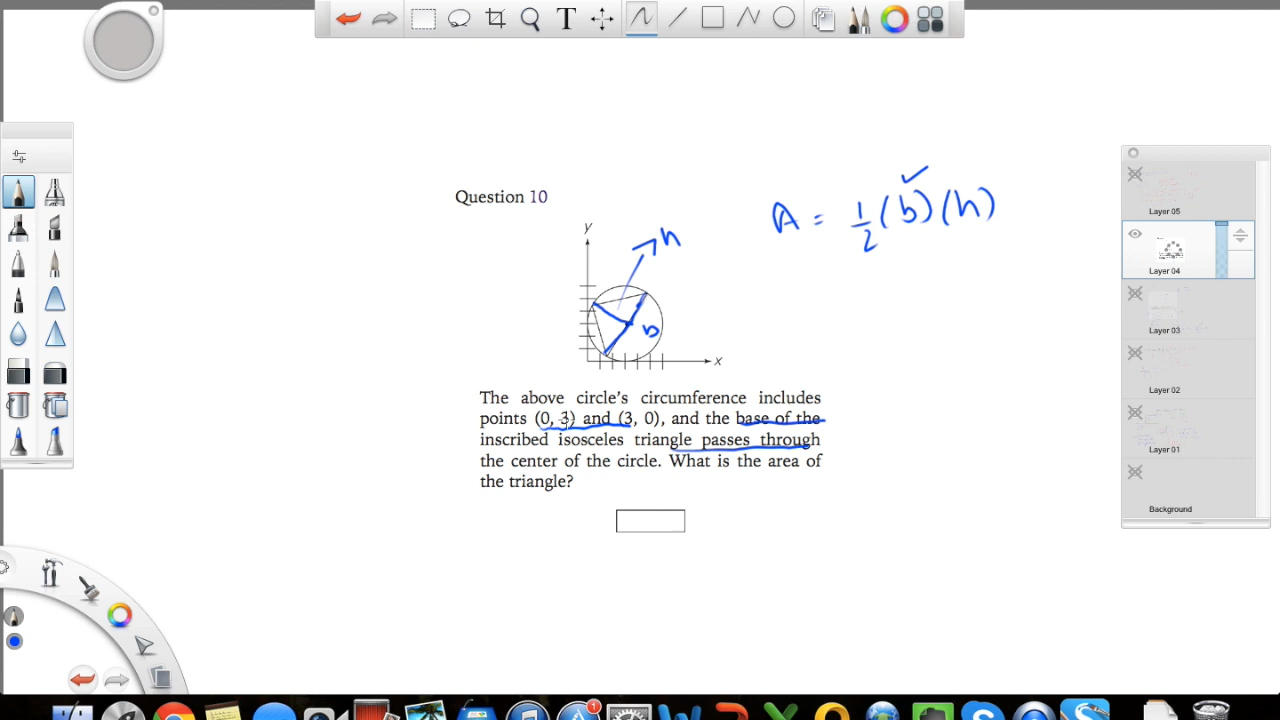 T
Question 10
A = 1/2 (b) (h)
y
h
b
x
The above circle's circumference includes
points (0, 3) and (3, 0), and the base of the
inscribed isosceles triangle passes through
the center of the circle. What is the area of
the triangle?
Layer 05
Layer 04
Layer 03
Layer 02
Layer 01
Background
1